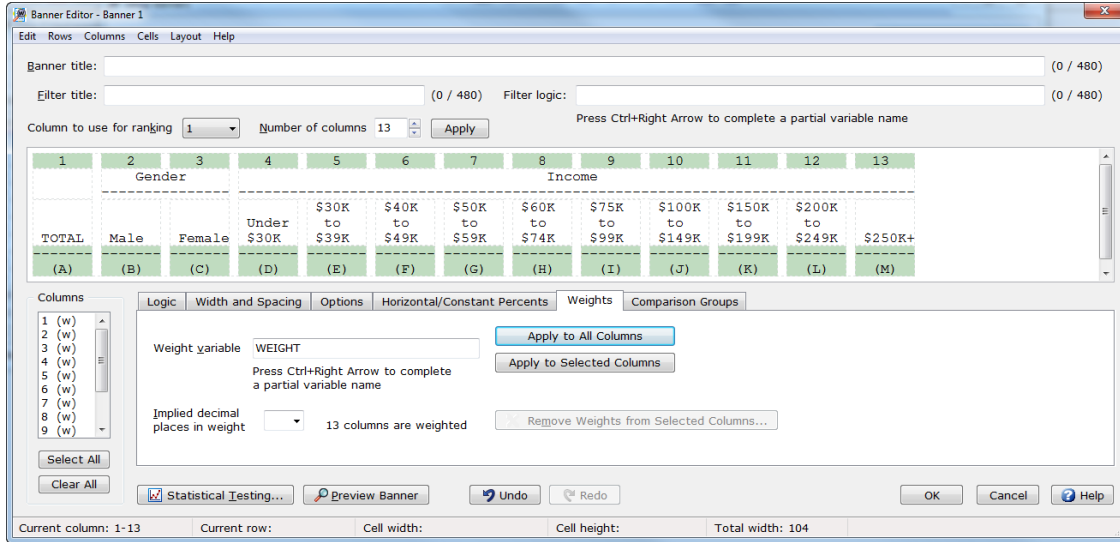 Banner Editor - Banner 1
Edit Rows Columns Cells Layout Help
Banner title: (0 / 480)
Filter title: (0 / 480) Filter logic: (0 / 480)
Column to use for ranking 1 Number of columns 13 Apply Press Ctrl+Right Arrow to complete a partial variable name
1 2 3 4 5 6 7 8 9 10 11 12 13
Gender Income
$30K $40K $50K $60K $75K $100K $150K $200K
Under to to to to to to to to
TOTAL Male Female $30K $39K $49K $59K $74K $99K $149K $199K $249K $250K+
(A) (B) (C) (D) (E) (F) (G) (H) (I) (J) (K) (L) (M)
Columns Logic Width and Spacing Options Horizontal/Constant Percents Weights Comparison Groups
1 (w)
2 (w)
3 (w)
4 (w)
5 (w)
6 (w)
7 (w)
8 (w)
9 (w)
Select All
Clear All
Weight variable WEIGHT
Press Ctrl+Right Arrow to complete
a partial variable name
Apply to All Columns
Apply to Selected Columns
Implied decimal
places in weight
13 columns are weighted
Remove Weights from Selected Columns...
Statistical Testing... Preview Banner Undo Redo OK Cancel Help
Current column: 1-13 Current row: Cell width: Cell height: Total width: 104